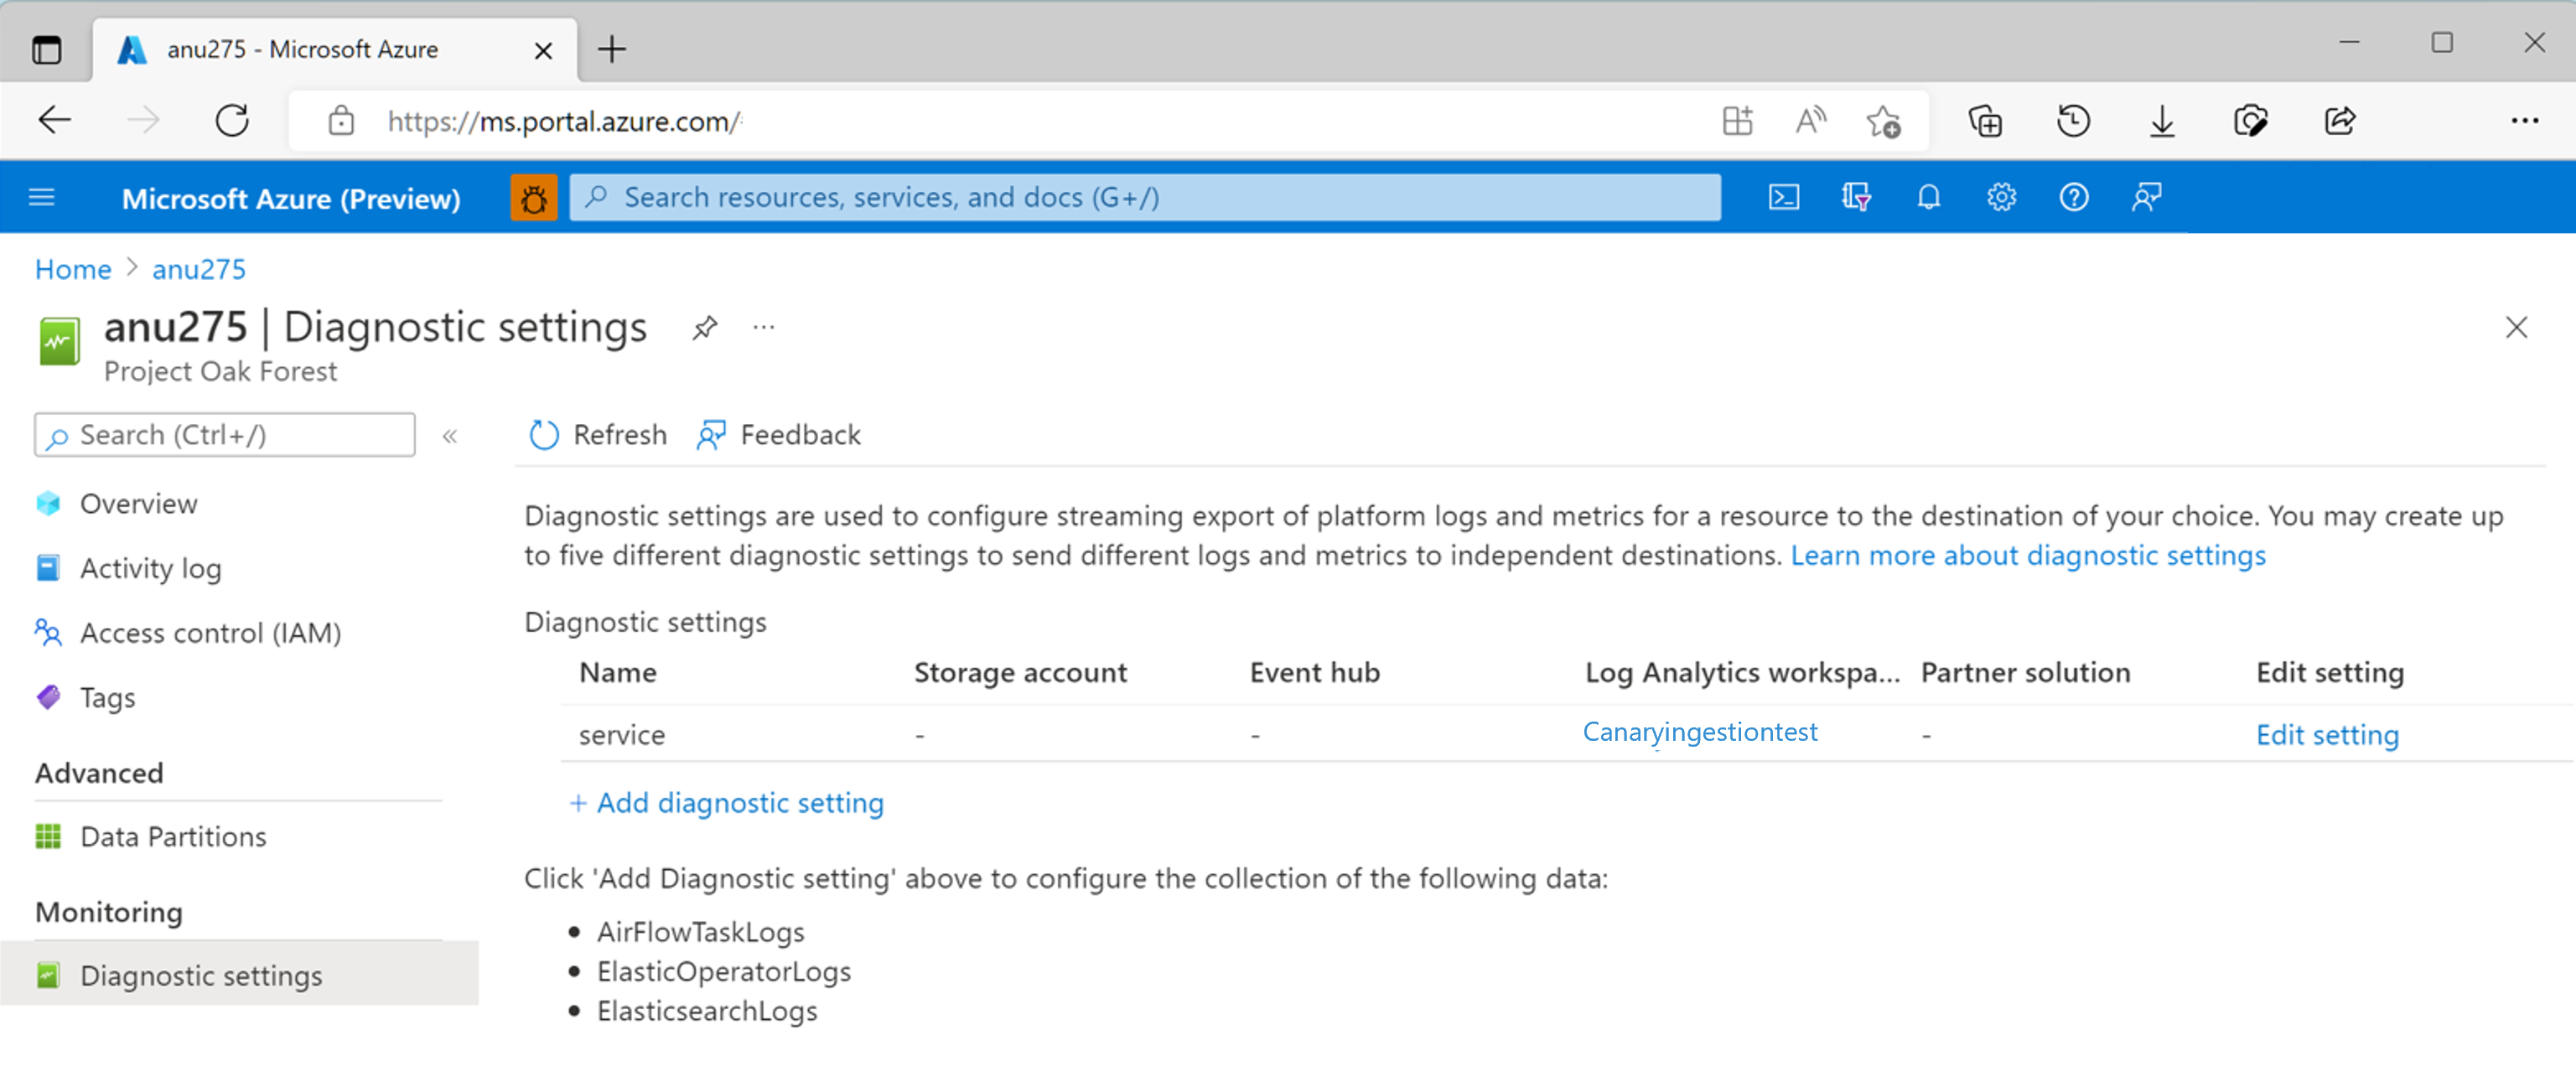 anu275 - Microsoft Azure
https://ms.portal.azure.com/
Microsoft Azure (Preview)
Search resources, services, and docs (G+/)
Home > anu275
anu275 | Diagnostic settings
Project Oak Forest
Search (Ctrl+/)
«
Refresh
Feedback
Overview
Activity log
Access control (IAM)
Tags
Advanced
Data Partitions
Monitoring
Diagnostic settings
Diagnostic settings are used to configure streaming export of platform logs and metrics for a resource to the destination of your choice. You may create up
to five different diagnostic settings to send different logs and metrics to independent destinations. Learn more about diagnostic settings
Diagnostic settings
Name Storage account Event hub Log Analytics workspa... Partner solution Edit setting
service - - Canaryingestiontest - Edit setting
+ Add diagnostic setting
Click 'Add Diagnostic setting' above to configure the collection of the following data:
• AirFlowTaskLogs
• ElasticOperatorLogs
• ElasticsearchLogs